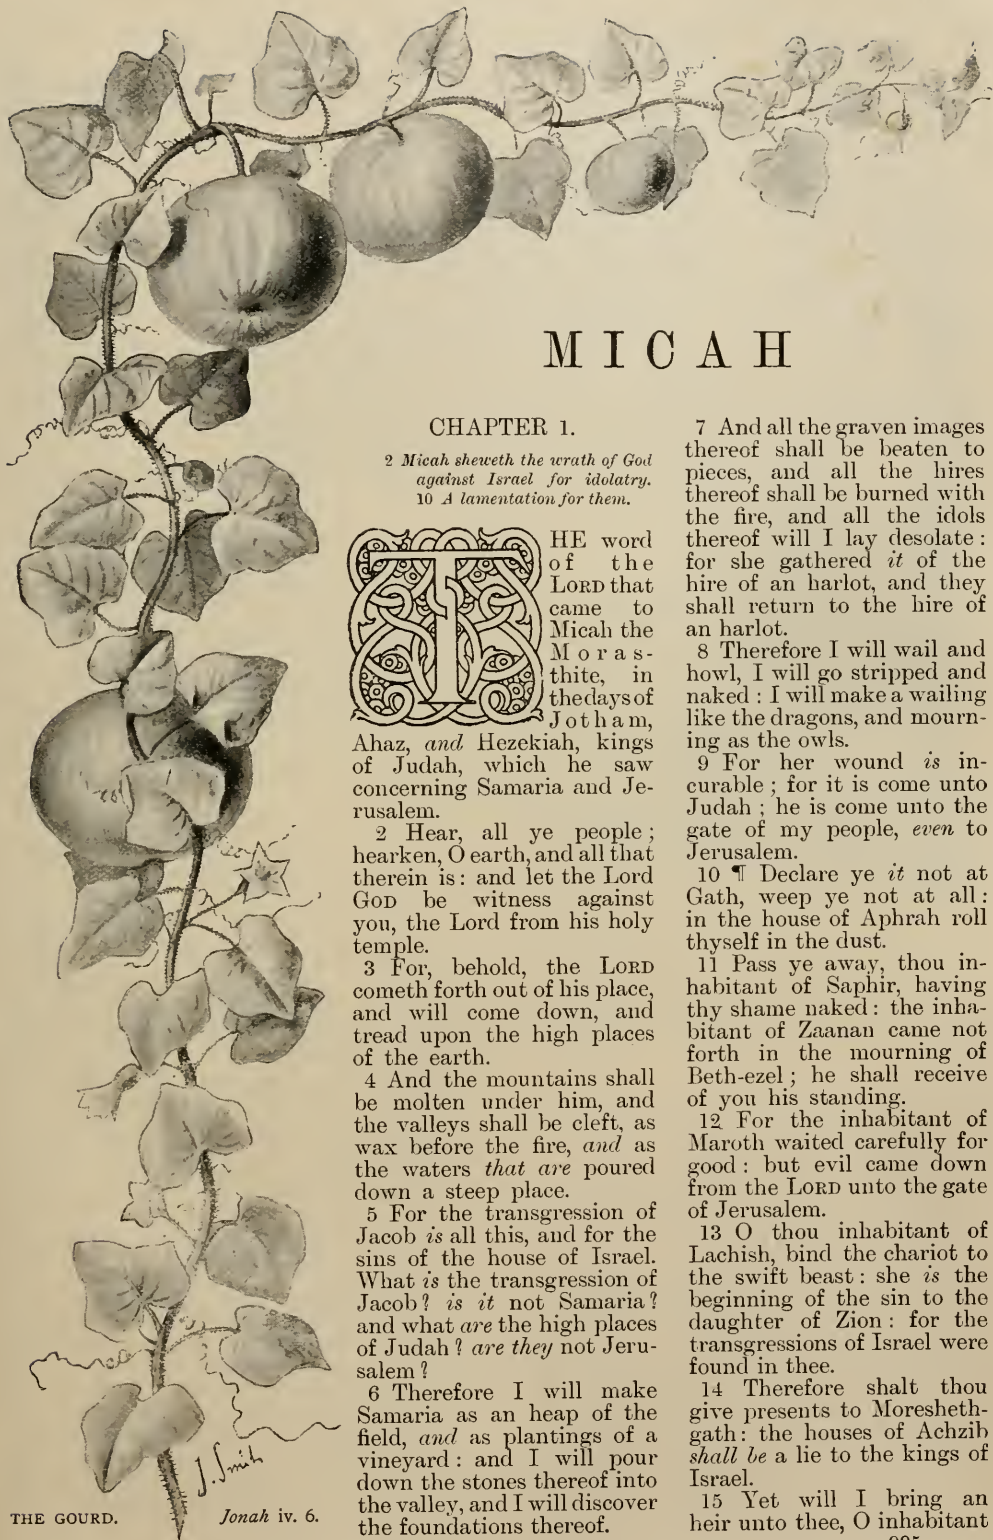 MICAH
CHAPTER 1.
2 Micah sheweth the wrath of God
against Israel for idolatry.
10 A lamentation for them.
THE word
of the
LORD that
came to
Micah the
Moras-
thite, in
the days of
Jotham,
Ahaz, and Hezekiah, kings
of Judah, which he saw
concerning Samaria and Je-
rusalem.
2 Hear, all ye people;
hearken, O earth, and all that
therein is: and let the Lord
GOD be witness against
you, the Lord from his holy
temple.
3 For, behold, the LORD
cometh forth out of his place,
and will come down, and
tread upon the high places
of the earth.
4 And the mountains shall
be molten under him, and
the valleys shall be cleft, as
wax before the fire, and as
the waters that are poured
down a steep place.
5 For the transgression of
Jacob is all this, and for the
sins of the house of Israel.
What is the transgression of
Jacob? is it not Samaria?
and what are the high places
of Judah? are they not Jeru-
salem?
6 Therefore I will make
Samaria as an heap of the
field, and as plantings of a
vineyard: and I will pour
down the stones thereof into
the valley, and I will discover
the foundations thereof.
7 And all the graven images
thereof shall be beaten to
pieces, and all the hires
thereof shall be burned with
the fire, and all the idols
thereof will I lay desolate:
for she gathered it of the
hire of an harlot, and they
shall return to the hire of
an harlot.
8 Therefore I will wail and
howl, I will go stripped and
naked: I will make a wailing
like the dragons, and mourn-
ing as the owls.
9 For her wound is in-
curable; for it is come unto
Judah; he is come unto the
gate of my people, even to
Jerusalem.
10 ¶ Declare ye it not at
Gath, weep ye not at all:
in the house of Aphrah roll
thyself in the dust.
11 Pass ye away, thou in-
habitant of Saphir, having
thy shame naked: the inha-
bitant of Zaanan came not
forth in the mourning of
Beth-ezel; he shall receive
of you his standing.
12 For the inhabitant of
Maroth waited carefully for
good: but evil came down
from the LORD unto the gate
of Jerusalem.
13 O thou inhabitant of
Lachish, bind the chariot to
the swift beast: she is the
beginning of the sin to the
daughter of Zion: for the
transgressions of Israel were
found in thee.
14 Therefore shalt thou
give presents to Moresheth-
gath: the houses of Achzib
shall be a lie to the kings of
Israel.
15 Yet will I bring an
heir unto thee, O inhabitant
J. Smith
THE GOURD. Jonah iv. 6.